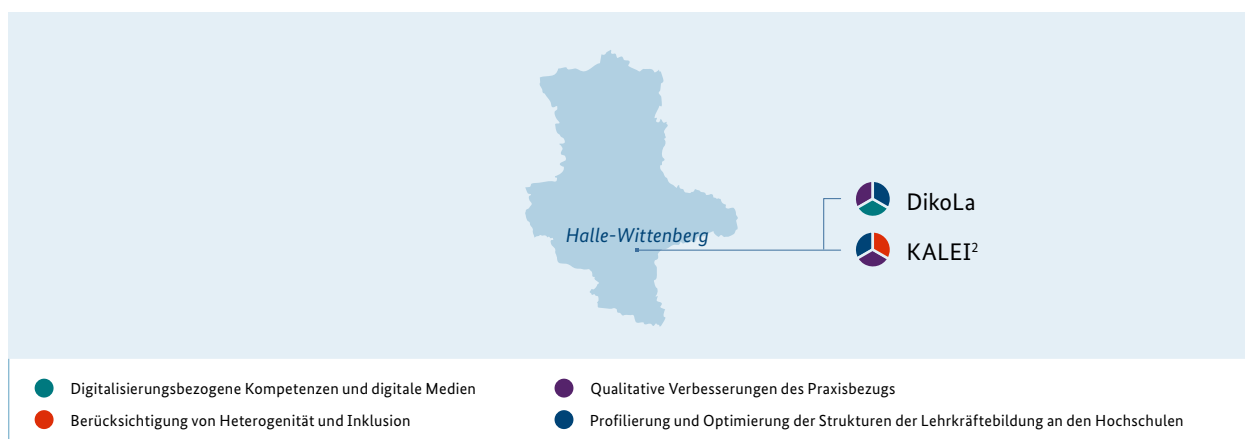 DikoLa
Halle-Wittenberg
KALEI²
Digitalisierungsbezogene Kompetenzen und digitale Medien
Berücksichtigung von Heterogenität und Inklusion
Qualitative Verbesserungen des Praxisbezugs
Profilierung und Optimierung der Strukturen der Lehrkräftebildung an den Hochschulen